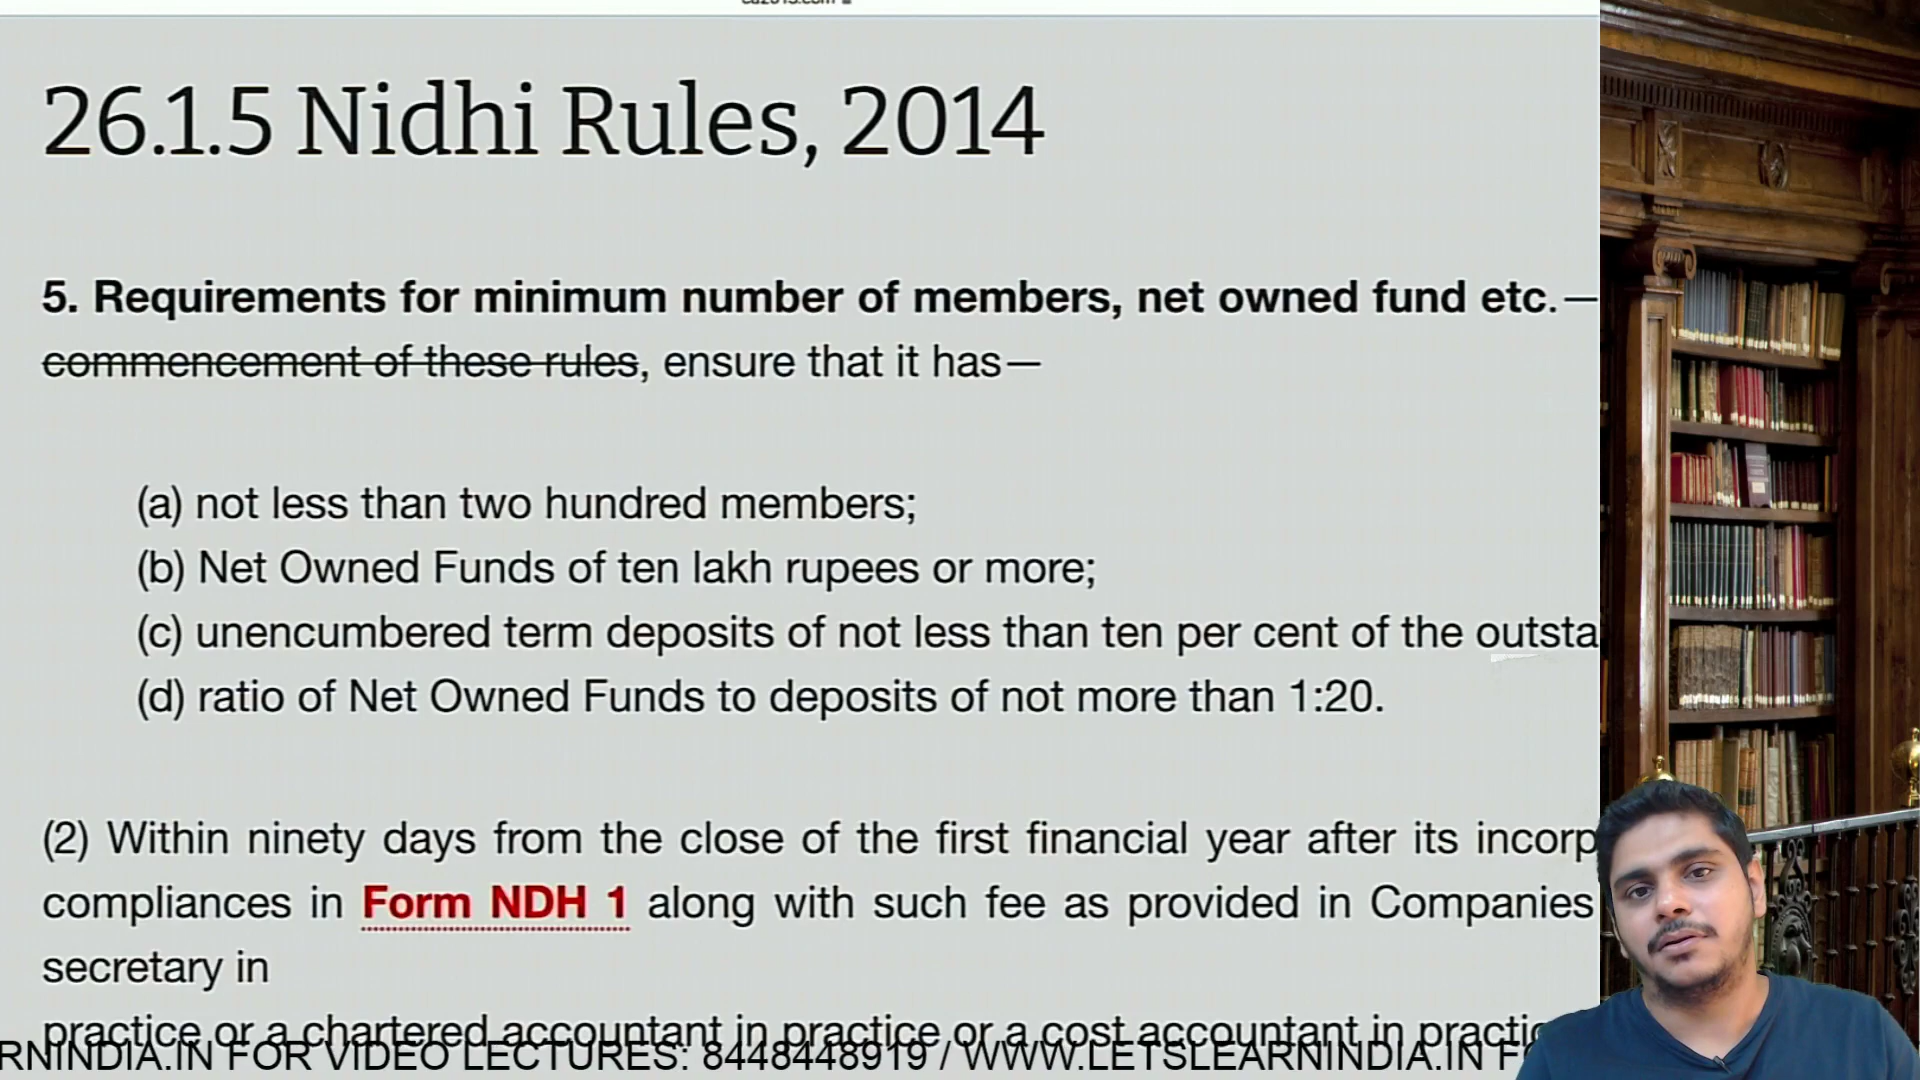 26.1.5 Nidhi Rules, 2014
5. Requirements for minimum number of members, net owned fund etc.—
commencement of these rules, ensure that it has—
(a) not less than two hundred members;
(b) Net Owned Funds of ten lakh rupees or more;
(c) unencumbered term deposits of not less than ten per cent of the outsta
(d) ratio of Net Owned Funds to deposits of not more than 1:20.
(2) Within ninety days from the close of the first financial year after its incorp
compliances in Form NDH 1 along with such fee as provided in Companies
secretary in
practice or a chartered accountant in practice or a cost accountant in practic
RNINDIA.IN FOR VIDEO LECTURES: 8448448919 / WWW.LETSLEARNINDIA.IN F